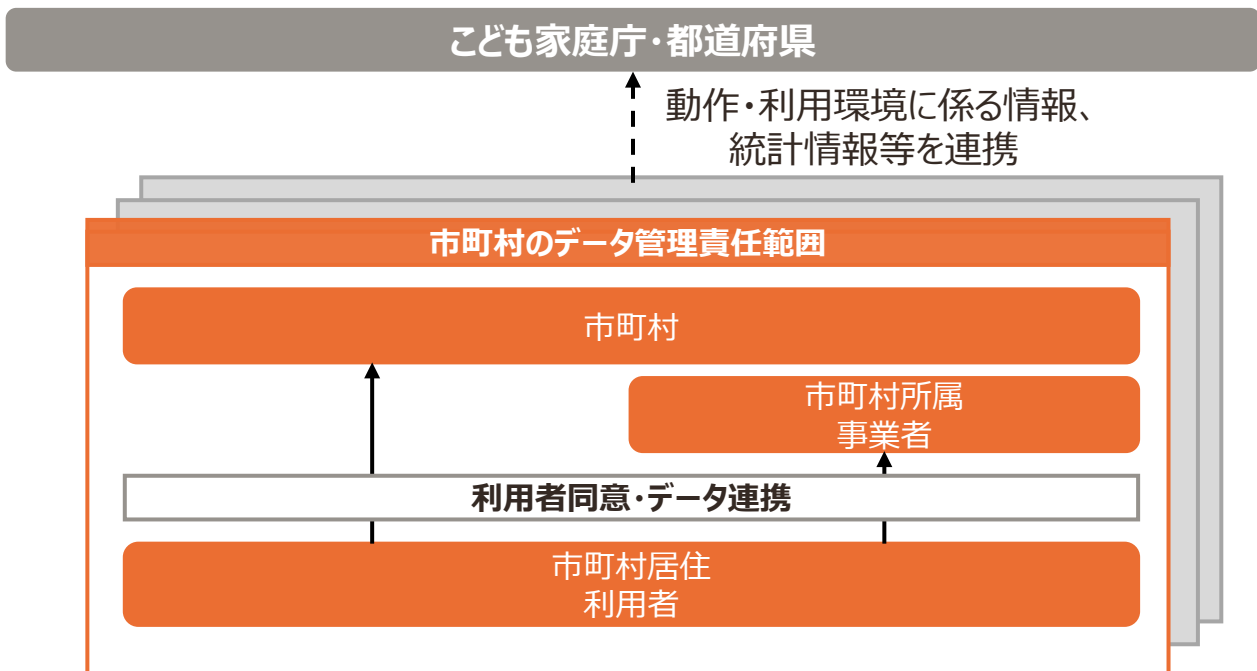 こども家庭庁・都道府県
動作・利用環境に係る情報、
統計情報等を連携
市町村のデータ管理責任範囲
市町村
市町村所属
事業者
利用者同意・データ連携
市町村居住
利用者